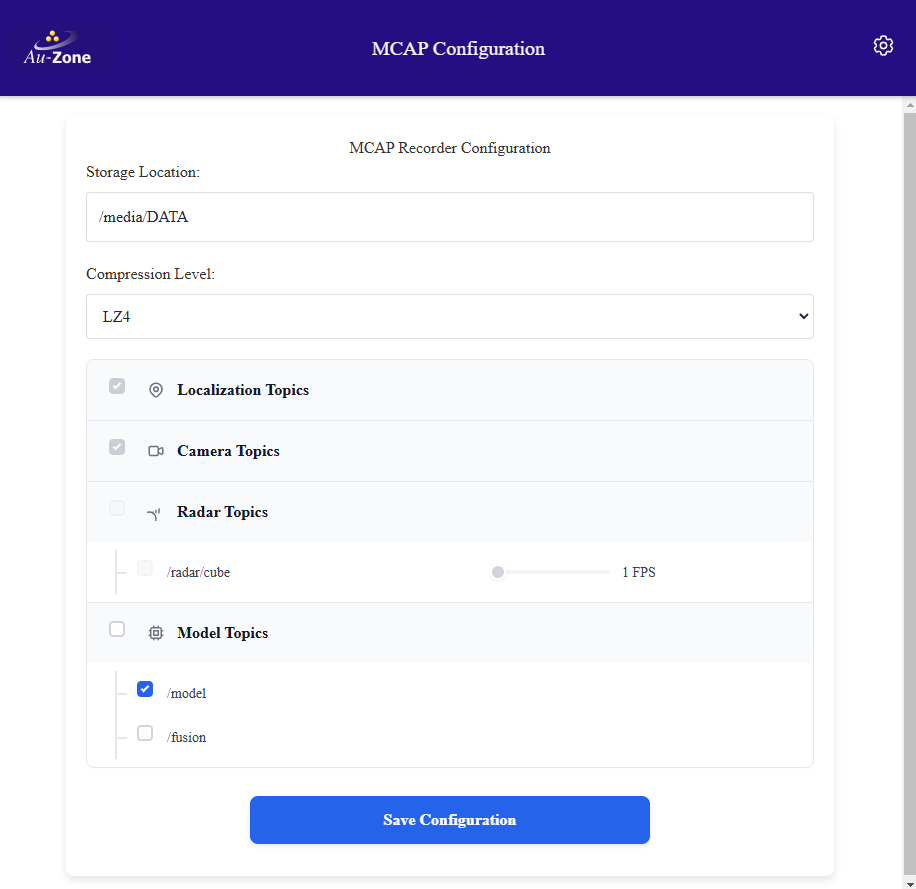 Au-Zone
MCAP Configuration
MCAP Recorder Configuration
Storage Location:
/media/DATA
Compression Level:
LZ4
Localization Topics
Camera Topics
Radar Topics
/radar/cube 1 FPS
Model Topics
/model
/fusion
Save Configuration